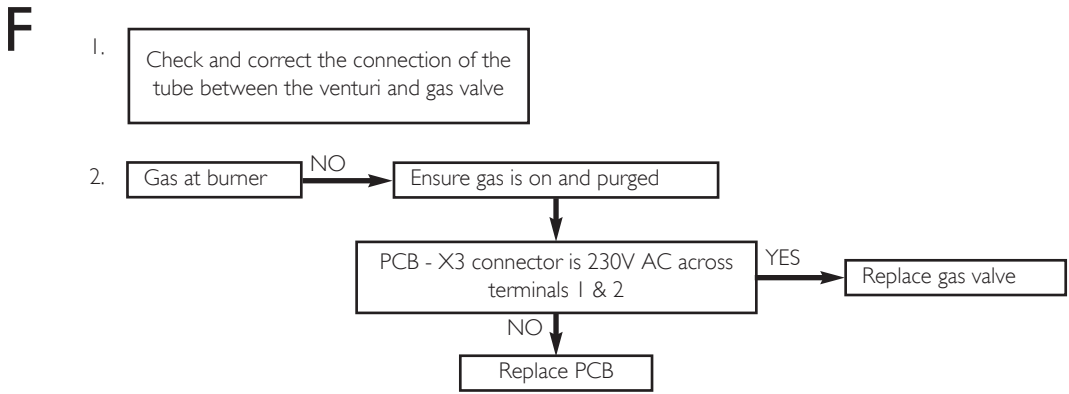 F
1.
Check and correct the connection of the
tube between the venturi and gas valve
2.
Gas at burner
NO
Ensure gas is on and purged
PCB - X3 connector is 230V AC across
terminals 1 & 2
YES
Replace gas valve
NO
Replace PCB